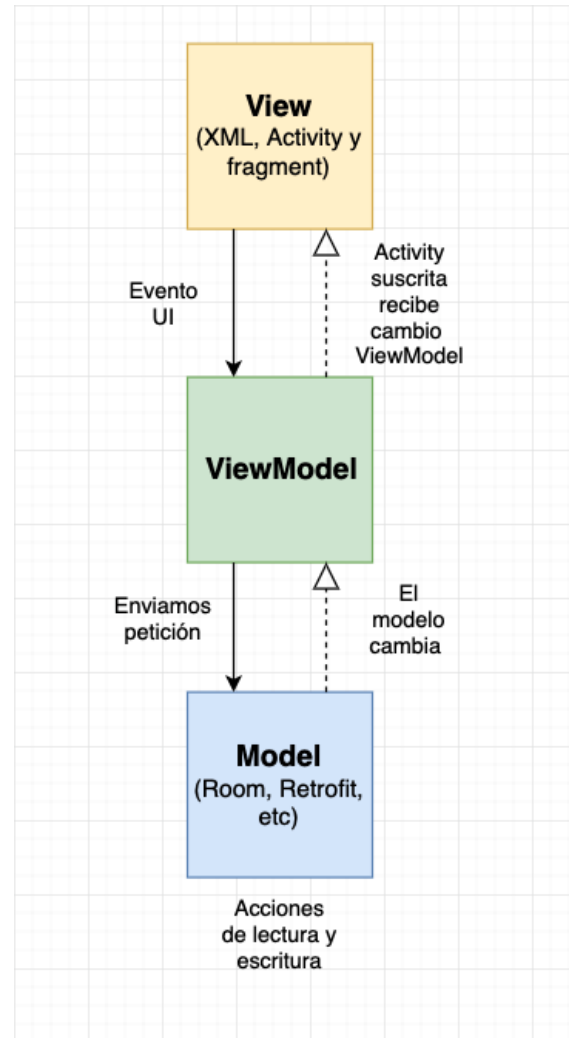 View
(XML, Activity y
fragment)
Evento
UI
Activity
suscrita
recibe
cambio
ViewModel
ViewModel
Enviamos
petición
El
modelo
cambia
Model
(Room, Retrofit,
etc)
Acciones
de lectura y
escritura